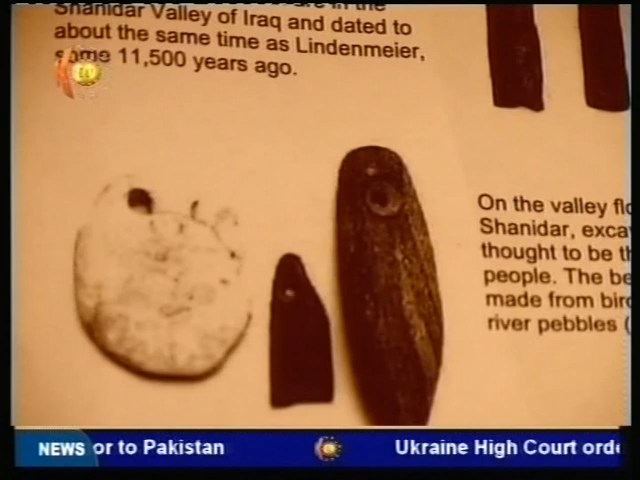 Shanidar Valley of Iraq and dated to
about the same time as Lindenmeier,
some 11,500 years ago.
On the valley flo
Shanidar, exca
thought to be th
people. The be
made from bird
river pebbles (
NEWS or to Pakistan Ukraine High Court orde